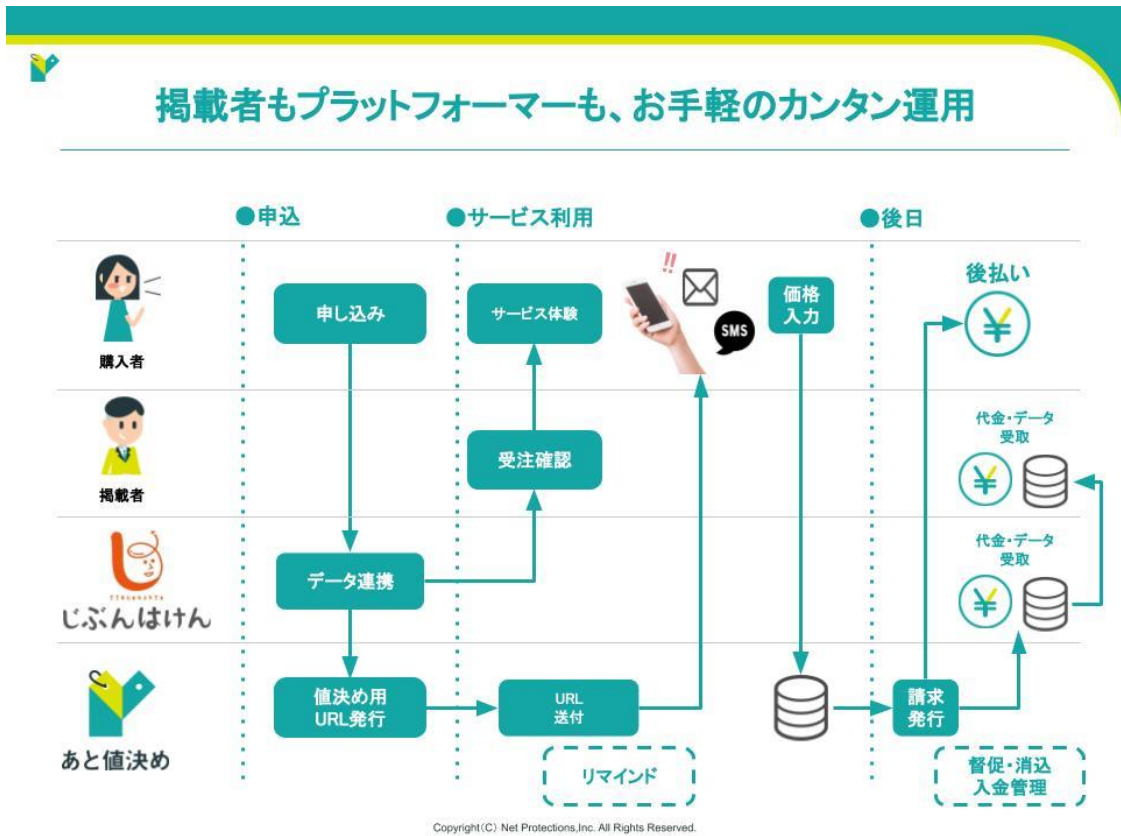 掲載者もプラットフォーマーも、お手軽のカンタン運用
●申込
●サービス利用
●後日
購入者
申し込み
サービス体験
!!
SMS
価格
入力
後払い
¥
掲載者
受注確認
代金・データ
受取
¥
じぶんはけん
データ連携
代金・データ
受取
¥
あと値決め
値決め用
URL発行
URL
送付
請求
発行
リマインド
督促・消込
入金管理
Copyright(C) Net Protections,Inc. All Rights Reserved.